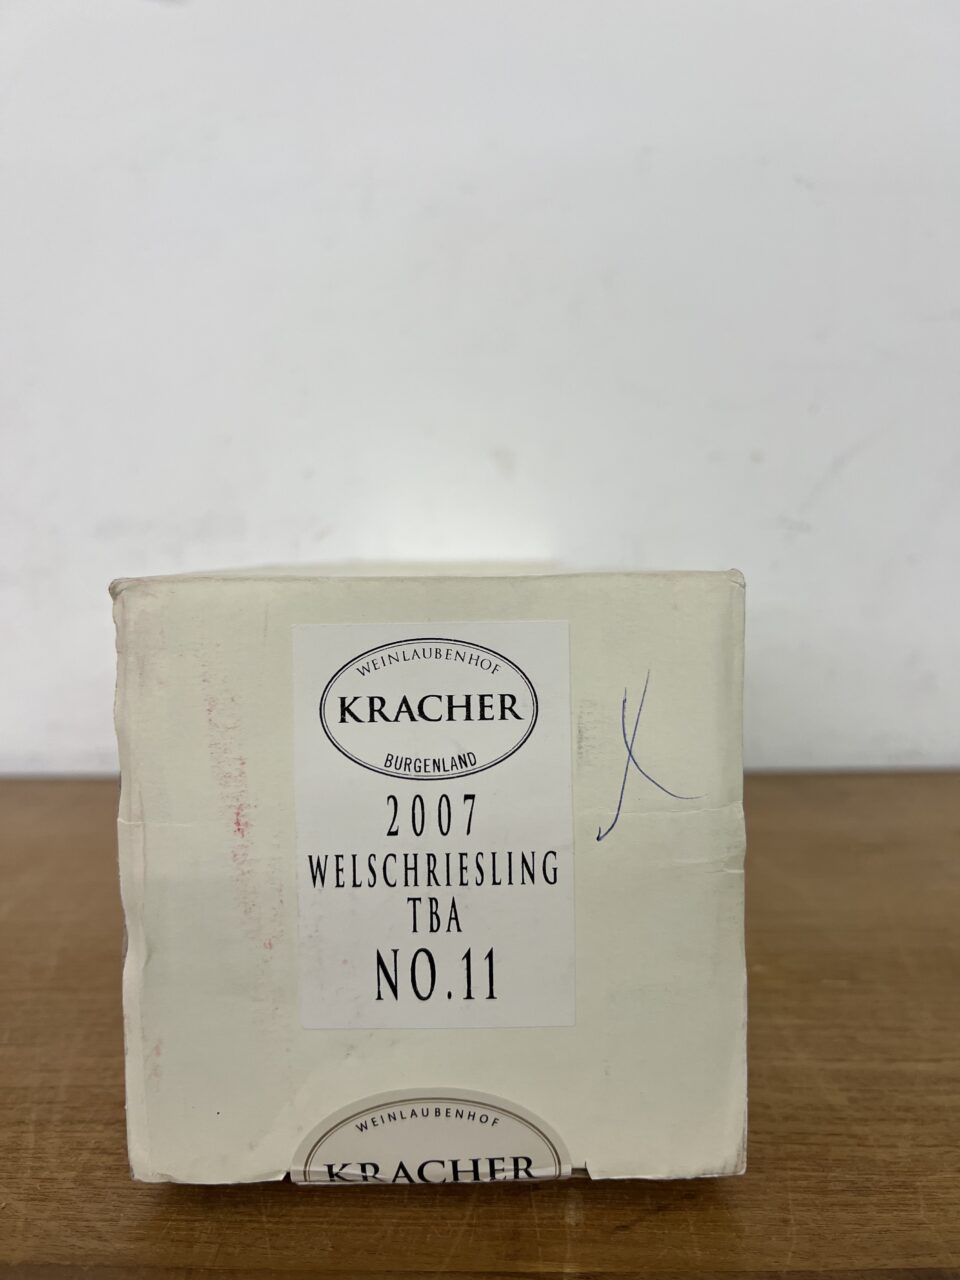 WEINLAUBENHOF
KRACHER
BURGENLAND
2007
WELSCHRIESLING
TBA
NO.11
WEINLAUBENHOF
KRACHER